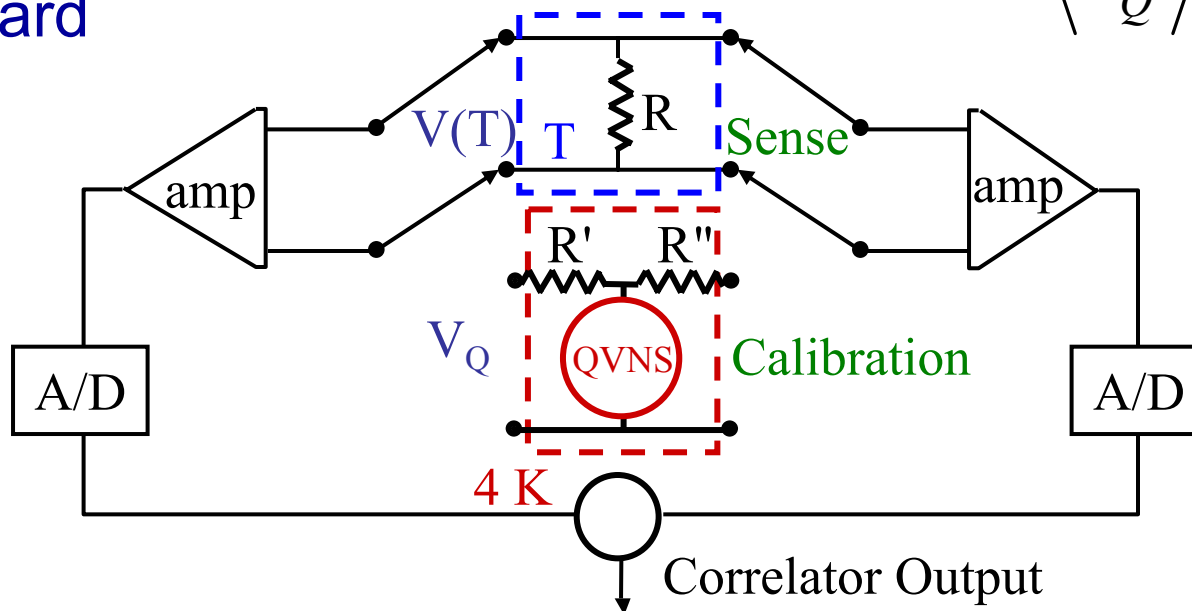 ard
Q
V(T)
T
R
Sense
amp
amp
R'
R"
V_Q
QVNS
Calibration
A/D
A/D
4 K
Correlator Output